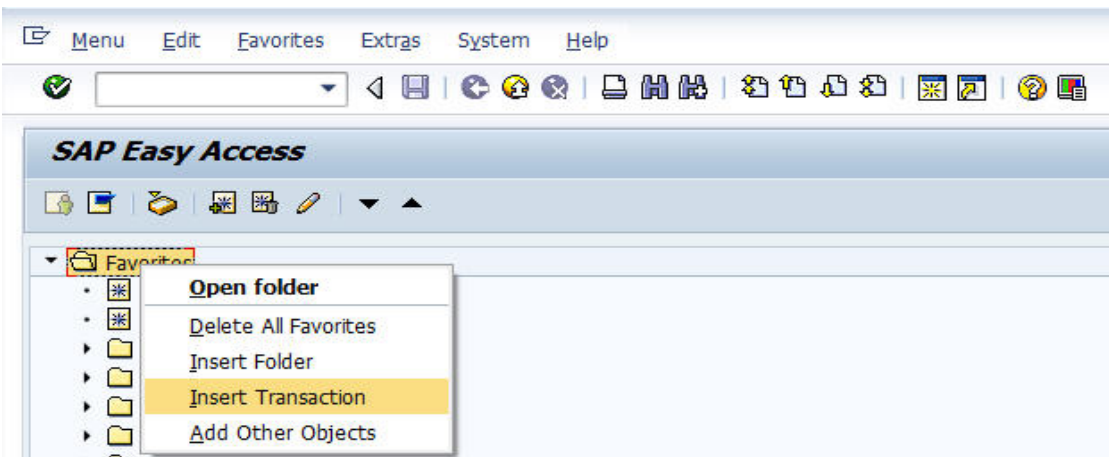 Menu Edit Favorites Extras System Help
SAP Easy Access
Favorites
Open folder
Delete All Favorites
Insert Folder
Insert Transaction
Add Other Objects